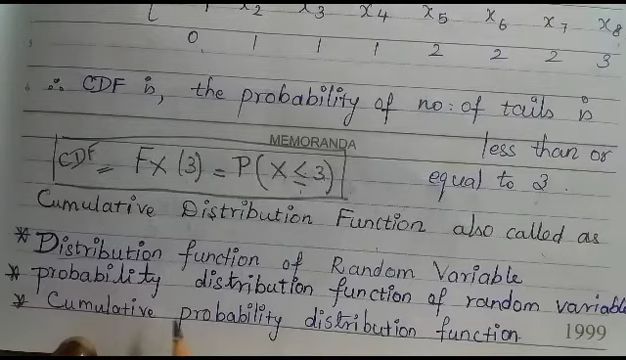 x2 x3 x4 x5 x6 x7 x8
0 1 1 1 2 2 2 3
∴ CDF is, the probability of no: of tails is
MEMORANDA
less than or
CDF = FX (3) = P(X ≤ 3) equal to 3.
Cumulative Distribution Function also called as
* Distribution function of Random Variable
* probability distribution function of random variable
* Cumulative probability distribution function.
1999